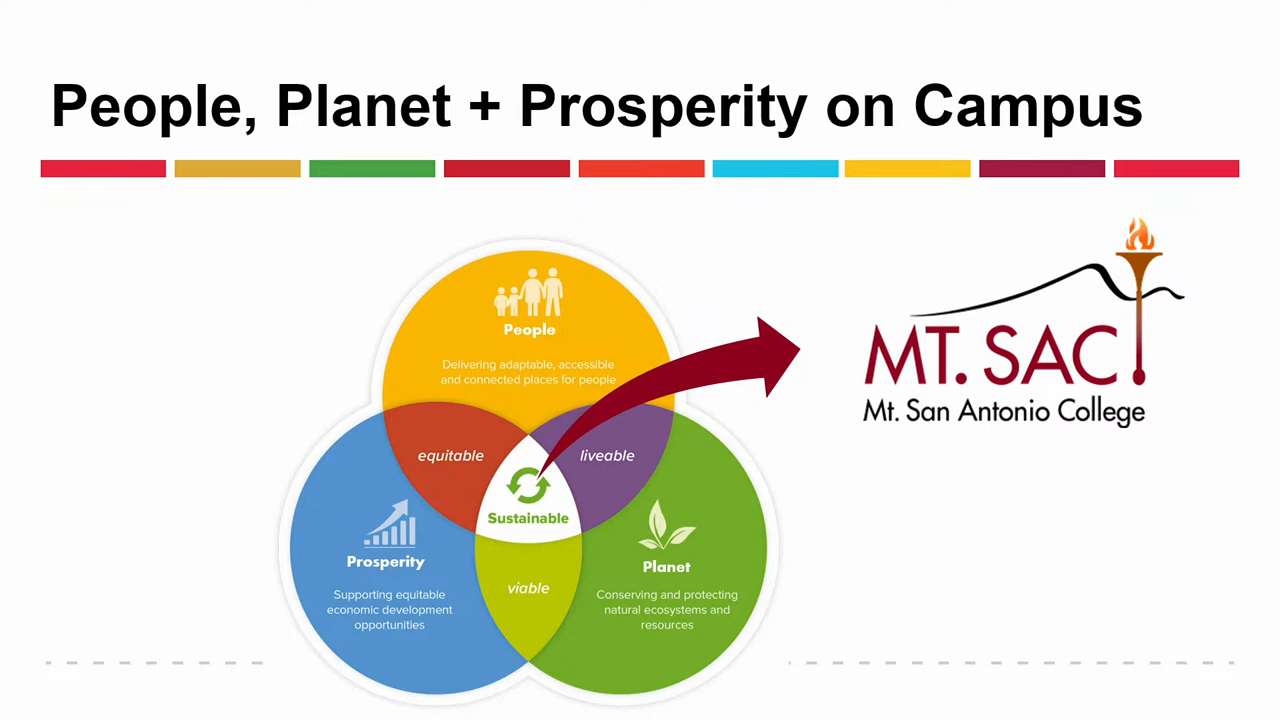 People, Planet + Prosperity on Campus
People
Delivering adaptable, accessible
and connected places for people
MT. SAC
Mt. San Antonio College
equitable
liveable
Sustainable
Prosperity
Supporting equitable
economic development
opportunities
viable
Planet
Conserving and protecting
natural ecosystems and
resources